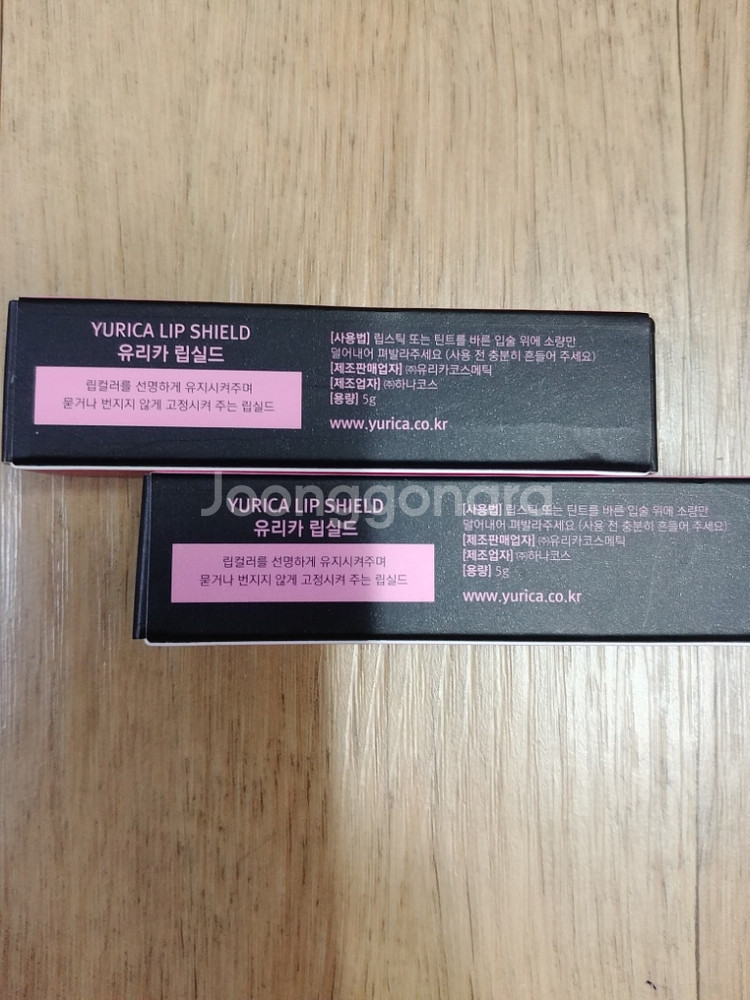 YURICA LIP SHIELD
유리카 립실드
립컬러를 선명하게 유지시켜주며
묻거나 번지지 않게 고정시켜 주는 립실드
[사용법] 립스틱 또는 틴트를 바른 입술 위에 소량만
덜어내어 펴발라주세요 (사용 전 충분히 흔들어 주세요)
[제조판매업자] ㈜유리카코스메틱
[제조업자] ㈜하나코스
[용량] 5g
www.yurica.co.kr
Joonggonara
YURICA LIP SHIELD
유리카 립실드
립컬러를 선명하게 유지시켜주며
묻거나 번지지 않게 고정시켜 주는 립실드
[사용법] 립스틱 또는 틴트를 바른 입술 위에 소량만
덜어내어 펴발라주세요 (사용 전 충분히 흔들어 주세요)
[제조판매업자] ㈜유리카코스메틱
[제조업자] ㈜하나코스
[용량] 5g
www.yurica.co.kr